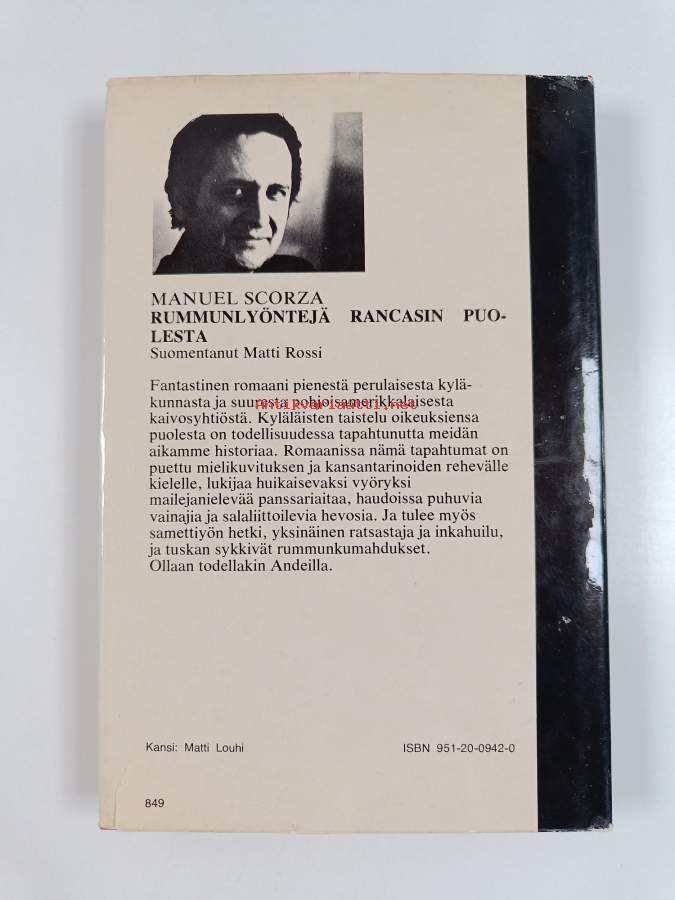 MANUEL SCORZA
RUMMUNLYÖNTEJÄ RANCASIN PUO-
LESTA
Suomentanut Matti Rossi
Fantastinen romaani pienestä perulaisesta kylä-
kunnasta ja suuresta pohjoisamerikkalaisesta
Antikvariaatti.net
kaivosyhtiöstä. Kyläläisten taistelu oikeuksiensa
puolesta on todellisuudessa tapahtunutta meidän
aikamme historiaa. Romaanissa nämä tapahtumat on
puettu mielikuvituksen ja kansantarinoiden rehevälle
kielelle, lukijaa huikaisevaksi vyöryksi
mailejanielevää panssariaitaa, haudoissa puhuvia
vainajia ja salaliittoilevia hevosia. Ja tulee myös
samettiyön hetki, yksinäinen ratsastaja ja inkahuilu,
ja tuskan sykkivät rummunkumahdukset.
Ollaan todellakin Andeilla.
Kansi: Matti Louhi
ISBN 951-20-0942-0
849